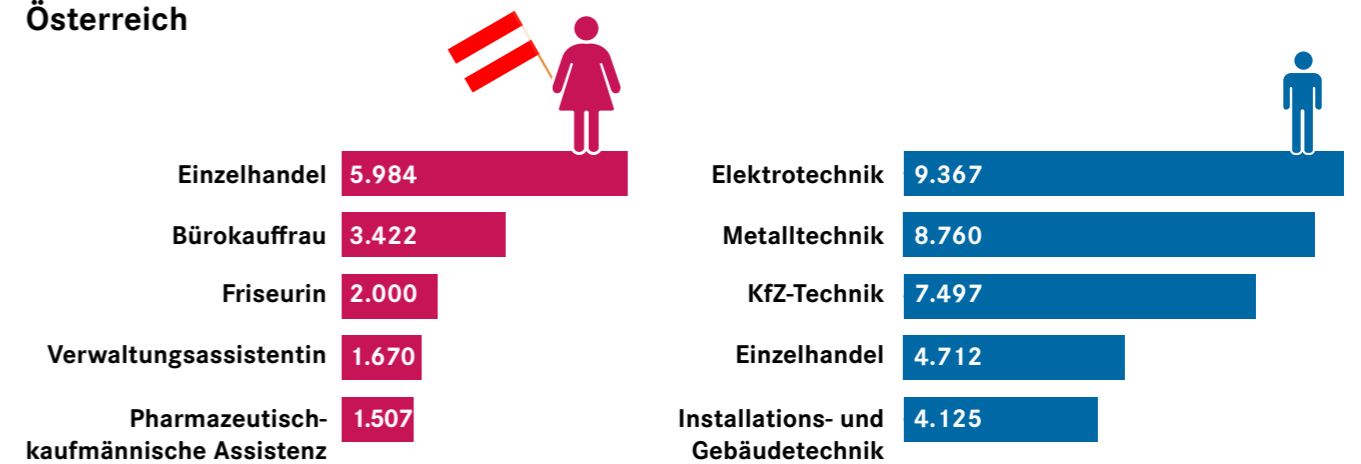 Österreich
Einzelhandel 5.984
Bürokauffrau 3.422
Friseurin 2.000
Verwaltungsassistentin 1.670
Pharmazeutisch- 1.507
kaufmännische Assistenz
Elektrotechnik 9.367
Metalltechnik 8.760
KfZ-Technik 7.497
Einzelhandel 4.712
Installations- und 4.125
Gebäudetechnik